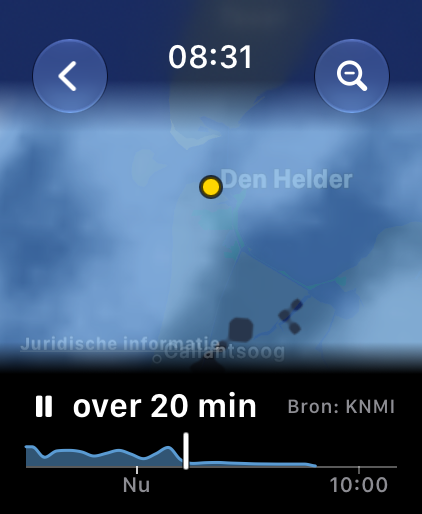 08:31
Den Helder
Juridische informatie
Callantsoog
over 20 min
Bron: KNMI
Nu
10:00